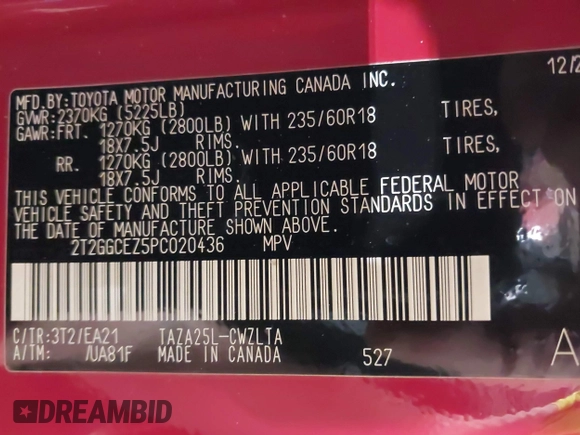 MFD.BY:TOYOTA MOTOR MANUFACTURING CANADA INC. 12/2
GVWR:2370KG (5225LB)
GAWR:FRT. 1270KG (2800LB) WITH 235/60R18 TIRES,
18X7.5J RIMS.
RR. 1270KG (2800LB) WITH 235/60R18 TIRES,
18X7.5J RIMS.
THIS VEHICLE CONFORMS TO ALL APPLICABLE FEDERAL MOTOR
VEHICLE SAFETY AND THEFT PREVENTION STANDARDS IN EFFECT ON
THE DATE OF MANUFACTURE SHOWN ABOVE.
2T2GGCEZ5PC020436 MPV
C/TR:3T2/EA21 TAZA25L-CWZLTA
A/TM: /UA81F MADE IN CANADA 527 A
DREAMBID